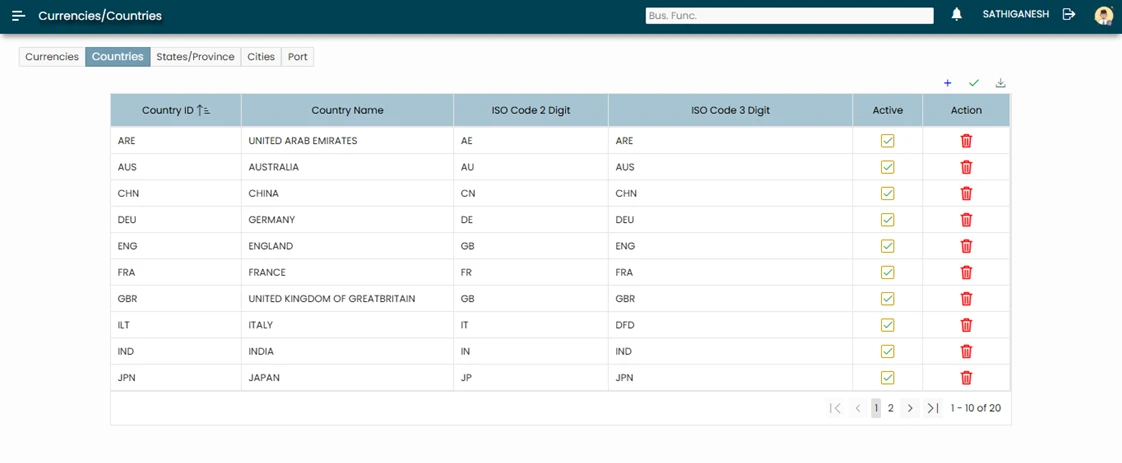 Currencies/Countries Bus. Func. SATHIGANESH
Currencies Countries States/Province Cities Port
Country ID Country Name ISO Code 2 Digit ISO Code 3 Digit Active Action
ARE UNITED ARAB EMIRATES AE ARE
AUS AUSTRALIA AU AUS
CHN CHINA CN CHN
DEU GERMANY DE DEU
ENG ENGLAND GB ENG
FRA FRANCE FR FRA
GBR UNITED KINGDOM OF GREATBRITAIN GB GBR
ILT ITALY IT DFD
IND INDIA IN IND
JPN JAPAN JP JPN
1 2 1 - 10 of 20